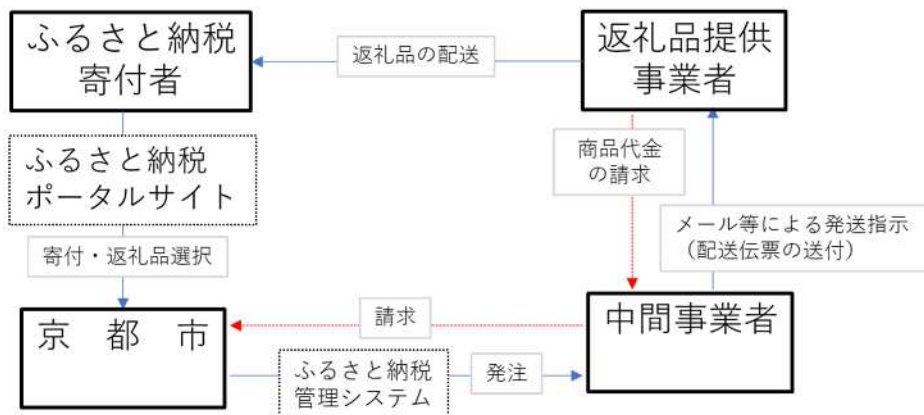 ふるさと納税
寄付者
返礼品の配送
返礼品提供
事業者
ふるさと納税
ポータルサイト
商品代金
の請求
寄付・返礼品選択
メール等による発送指示
（配送伝票の送付）
京　都　市
請求
中間事業者
ふるさと納税
管理システム
発注